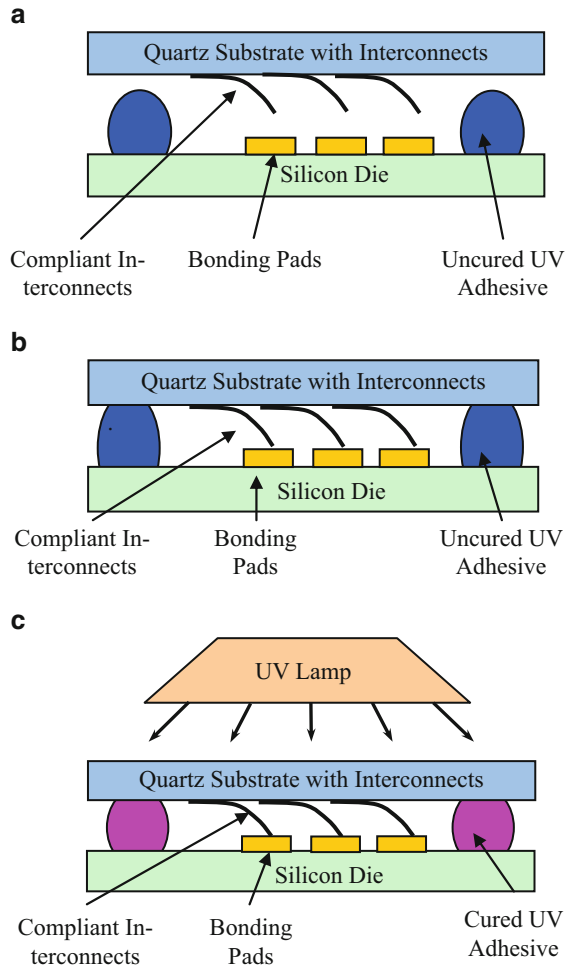 a
Quartz Substrate with Interconnects
Silicon Die
Compliant In-
terconnects
Bonding Pads
Uncured UV
Adhesive
b
Quartz Substrate with Interconnects
Silicon Die
Compliant In-
terconnects
Bonding
Pads
Uncured UV
Adhesive
c
UV Lamp
Quartz Substrate with Interconnects
Silicon Die
Compliant In-
terconnects
Bonding
Pads
Cured UV
Adhesive